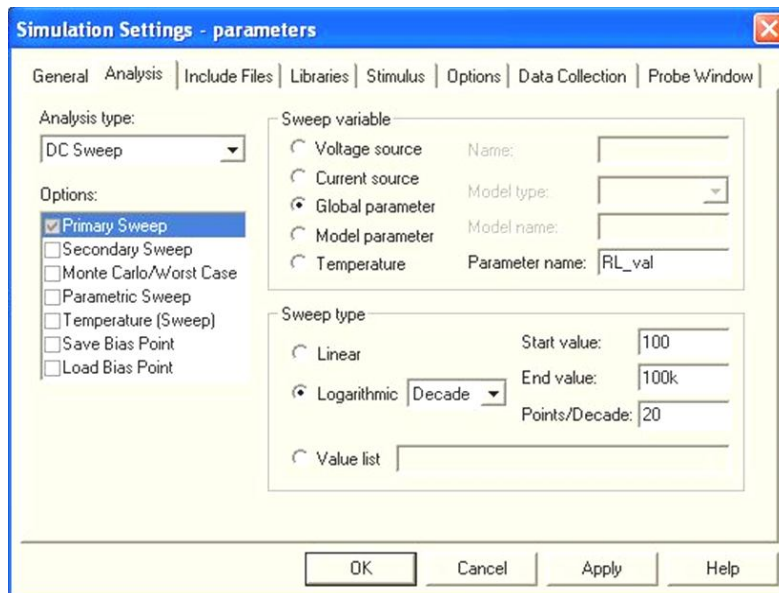 Simulation Settings - parameters
General Analysis Include Files Libraries Stimulus Options Data Collection Probe Window
Analysis type:
DC Sweep
Options:
Primary Sweep
Secondary Sweep
Monte Carlo/Worst Case
Parametric Sweep
Temperature (Sweep)
Save Bias Point
Load Bias Point
Sweep variable
Voltage source
Current source
Global parameter
Model parameter
Temperature
Name:
Model type:
Model name:
Parameter name: RL_val
Sweep type
Linear
Logarithmic Decade
Start value: 100
End value: 100k
Points/Decade: 20
Value list
OK Cancel Apply Help